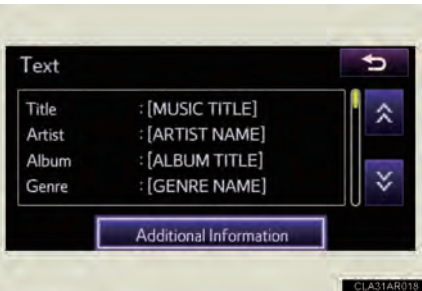 Text
Title : [MUSIC TITLE]
Artist : [ARTIST NAME]
Album : [ALBUM TITLE]
Genre : [GENRE NAME]
Additional Information
CLA31AR018